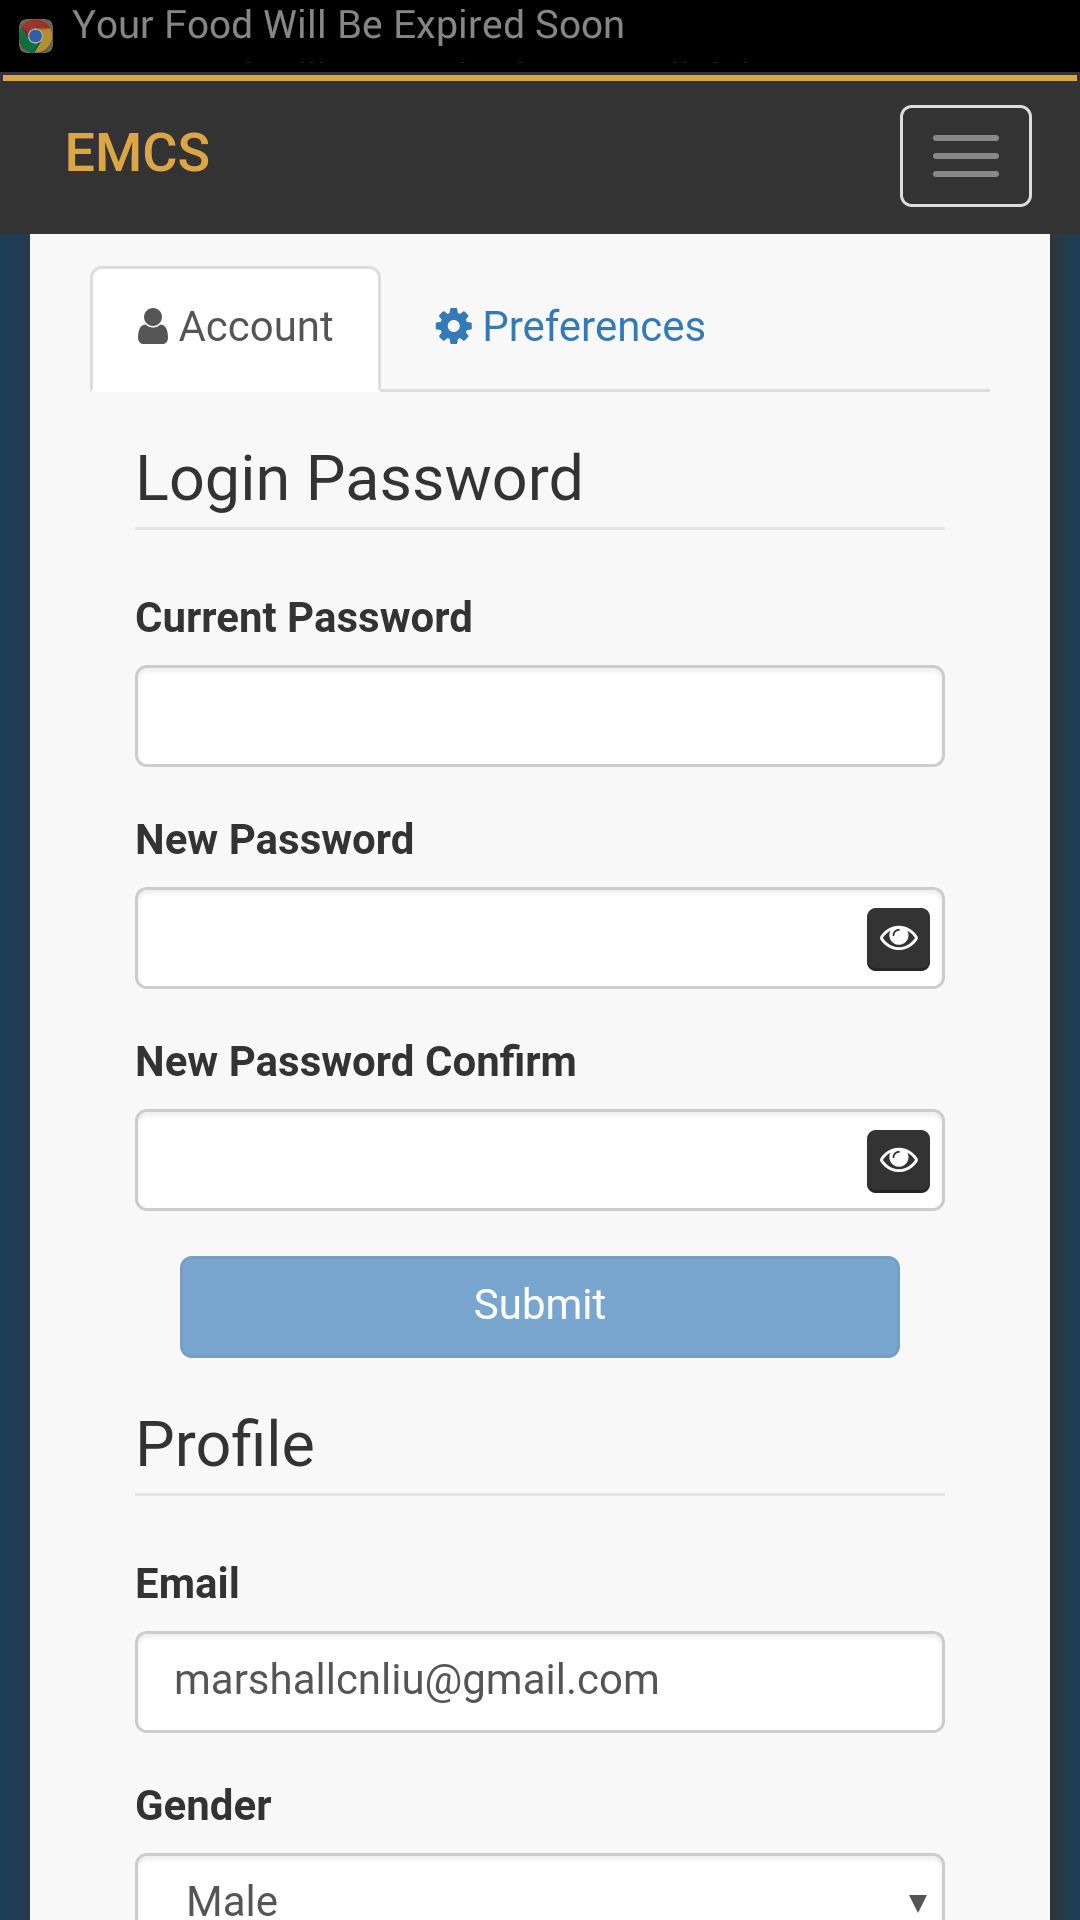 Your Food Will Be Expired Soon
EMCS
Account
Preferences
Login Password
Current Password
New Password
New Password Confirm
Submit
Profile
Email
marshallcnliu@gmail.com
Gender
Male